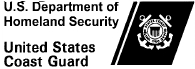 U.S. Department of
Homeland Security
United States
Coast Guard